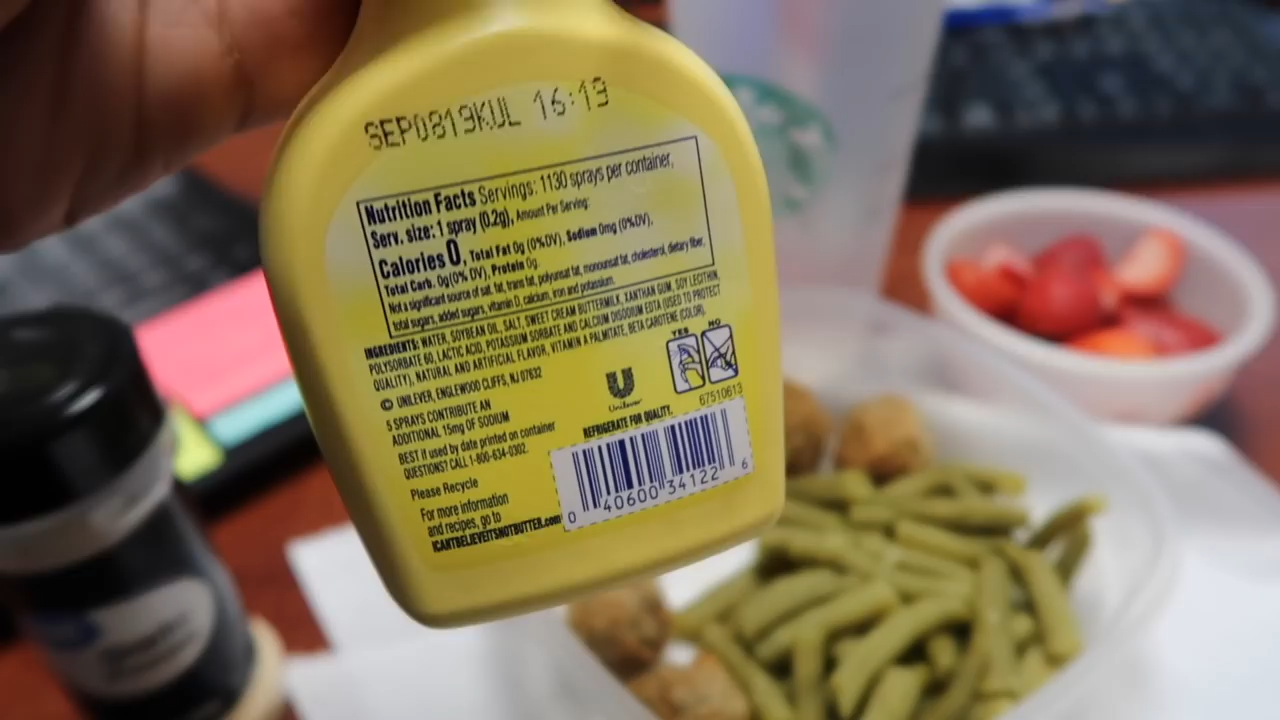 SEP0819KUL 16:19
Nutrition Facts Servings: 1130 sprays per container,
Serv. size: 1 spray (0.2g), Amount Per Serving:
Calories 0, Total Fat 0g (0%DV), Sodium 0mg (0%DV),
Total Carb. 0g(0% DV), Protein 0g.
Not a significant source of sat. fat, trans fat, polyunsat fat, monounsat fat, cholesterol, dietary fiber,
total sugars, added sugars, vitamin D, calcium, iron and potassium.
INGREDIENTS: WATER, SOYBEAN OIL, SALT, SWEET CREAM BUTTERMILK, XANTHAN GUM, SOY LECITHIN,
POLYSORBATE 60, LACTIC ACID, POTASSIUM SORBATE AND CALCIUM DISODIUM EDTA (USED TO PROTECT
QUALITY), NATURAL AND ARTIFICIAL FLAVOR, VITAMIN A PALMITATE, BETA CAROTENE (COLOR).
YES NO
© UNILEVER, ENGLEWOOD CLIFFS, NJ 07632
Unilever
5 SPRAYS CONTRIBUTE AN
ADDITIONAL 15mg OF SODIUM
67510613
REFRIGERATE FOR QUALITY.
BEST if used by date printed on container
QUESTIONS? CALL 1-800-634-0302.
Please Recycle
For more information
and recipes, go to
ICANTBELIEVEITSNOTBUTTER.com
0 40600 34122 6